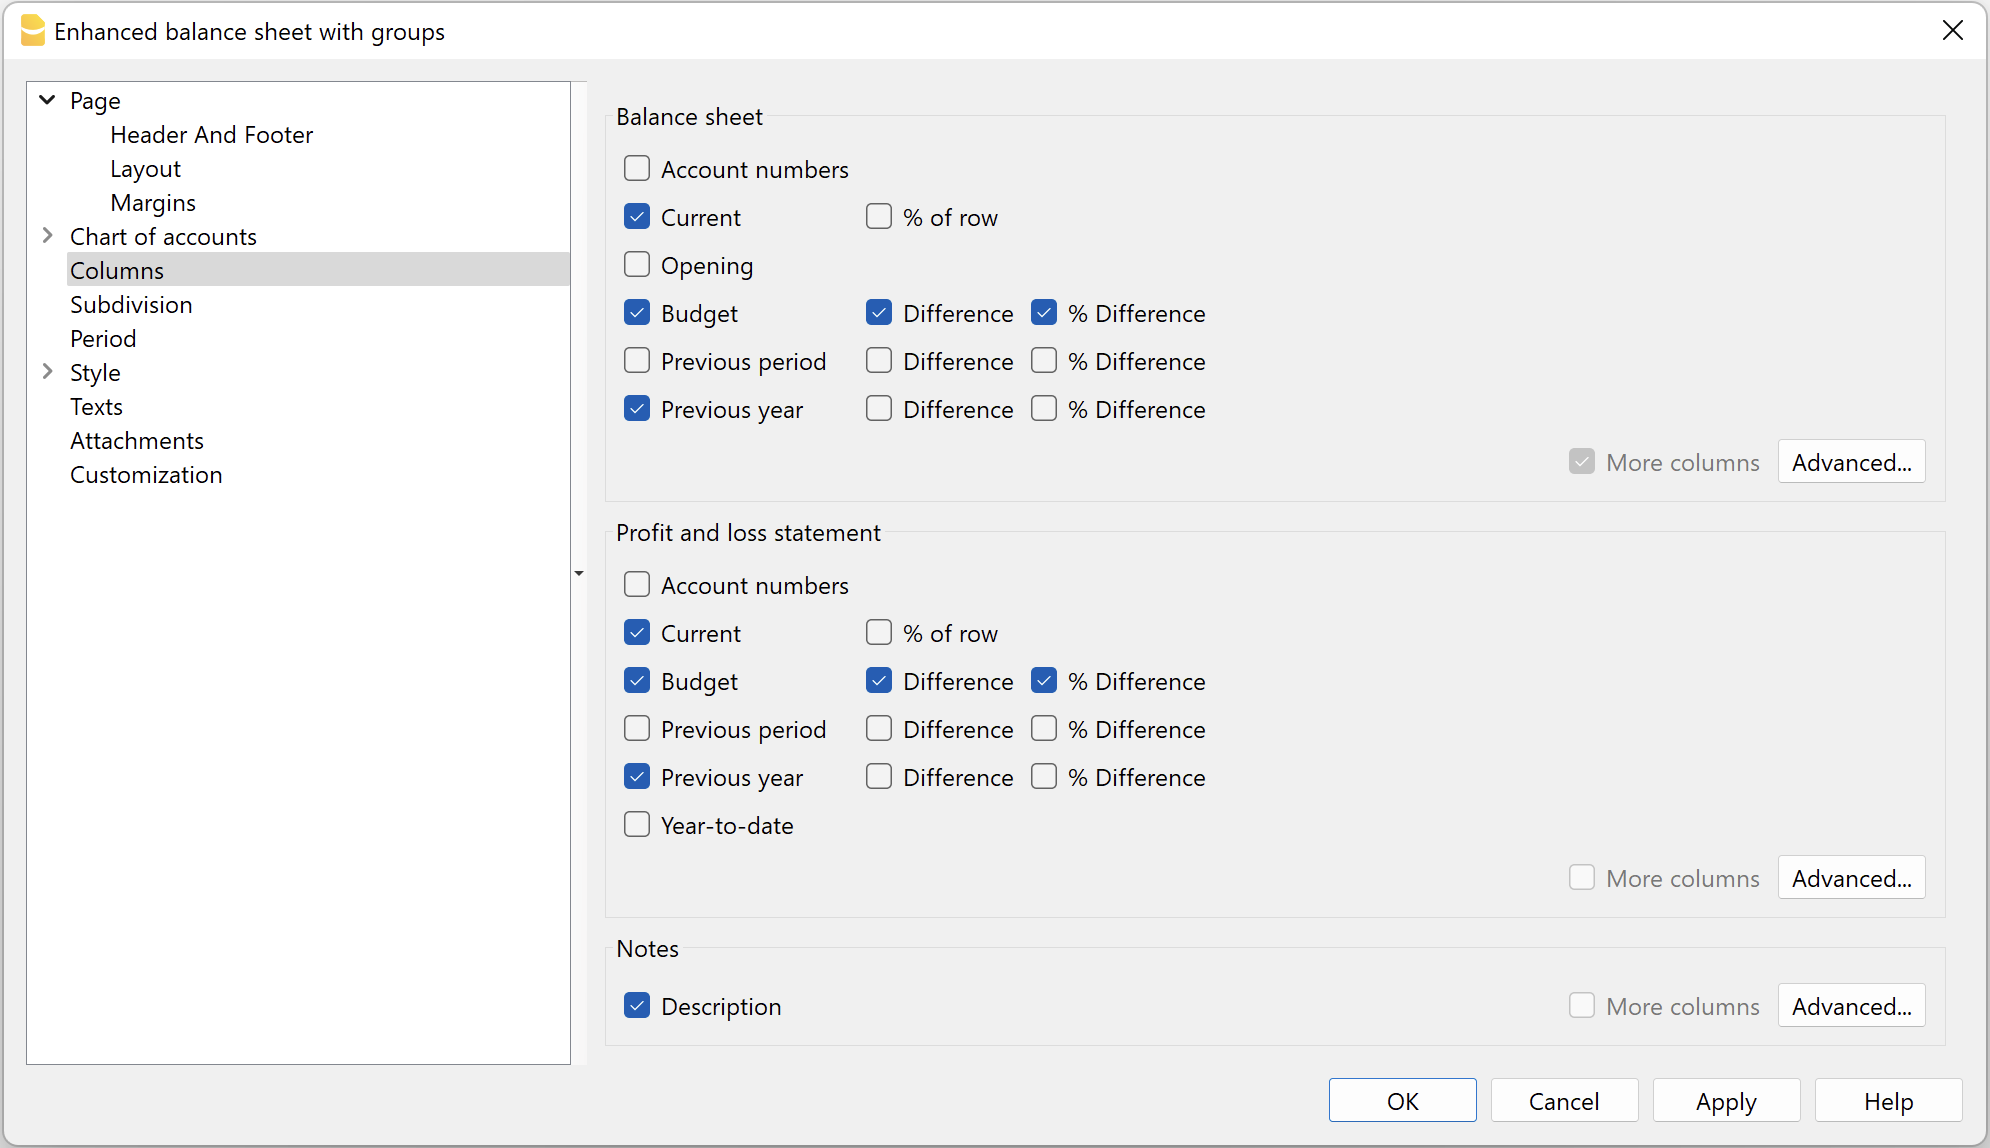 Enhanced balance sheet with groups
Page
Header And Footer
Layout
Margins
Chart of accounts
Columns
Subdivision
Period
Style
Texts
Attachments
Customization
Balance sheet
Account numbers
Current % of row
Opening
Budget Difference % Difference
Previous period Difference % Difference
Previous year Difference % Difference
More columns Advanced...
Profit and loss statement
Account numbers
Current % of row
Budget Difference % Difference
Previous period Difference % Difference
Previous year Difference % Difference
Year-to-date
More columns Advanced...
Notes
Description More columns Advanced...
OK Cancel Apply Help